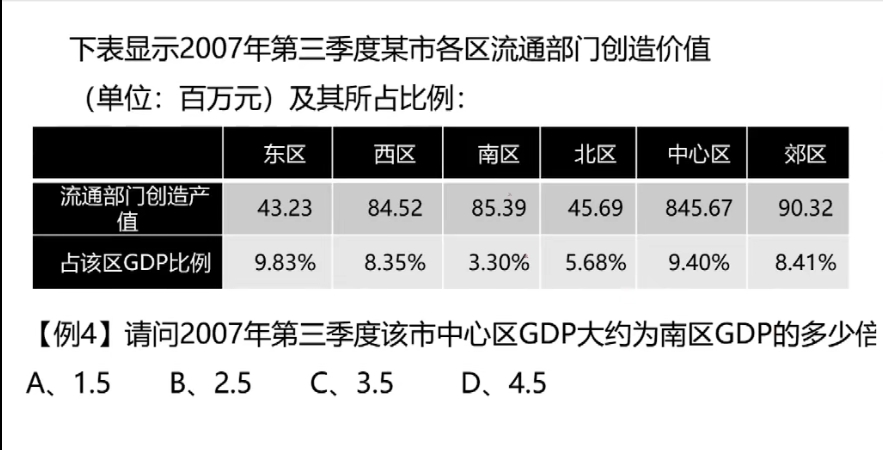 下表显示2007年第三季度某市各区流通部门创造价值
（单位：百万元）及其所占比例：
东区 西区 南区 北区 中心区 郊区
流通部门创造产值 43.23 84.52 85.39 45.69 845.67 90.32
占该区GDP比例 9.83% 8.35% 3.30% 5.68% 9.40% 8.41%
【例4】请问2007年第三季度该市中心区GDP大约为南区GDP的多少倍
A、1.5 B、2.5 C、3.5 D、4.5